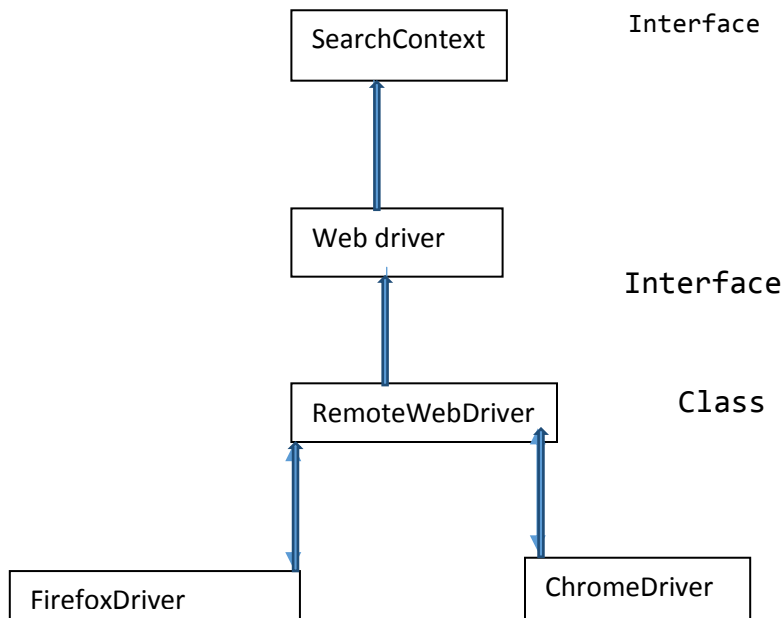 SearchContext
Interface
Web driver
Interface
RemoteWebDriver
Class
FirefoxDriver
ChromeDriver